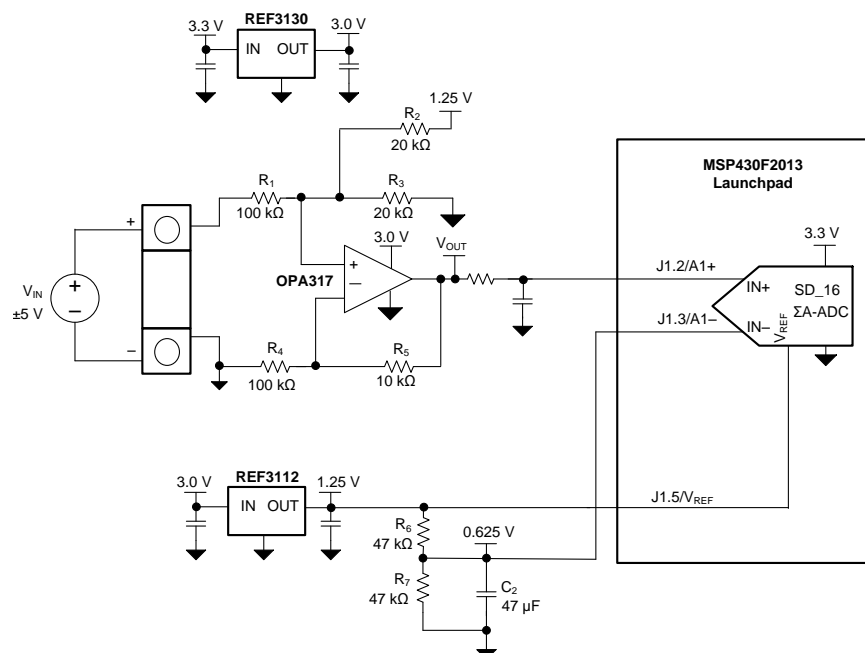 REF3130
3.3 V
3.0 V
IN OUT
1.25 V
R2
20 kΩ
MSP430F2013
Launchpad
R1
100 kΩ
R3
20 kΩ
3.0 V
VOUT
3.3 V
+
+
OPA317
−
J1.2/A1+
IN+
SD_16
VIN
+
−
±5 V
J1.3/A1−
IN−
VREF
ΣA-ADC
−
R4
100 kΩ
R5
10 kΩ
REF3112
3.0 V
1.25 V
IN OUT
J1.5/VREF
R6
47 kΩ
0.625 V
R7
47 kΩ
C2
47 µF